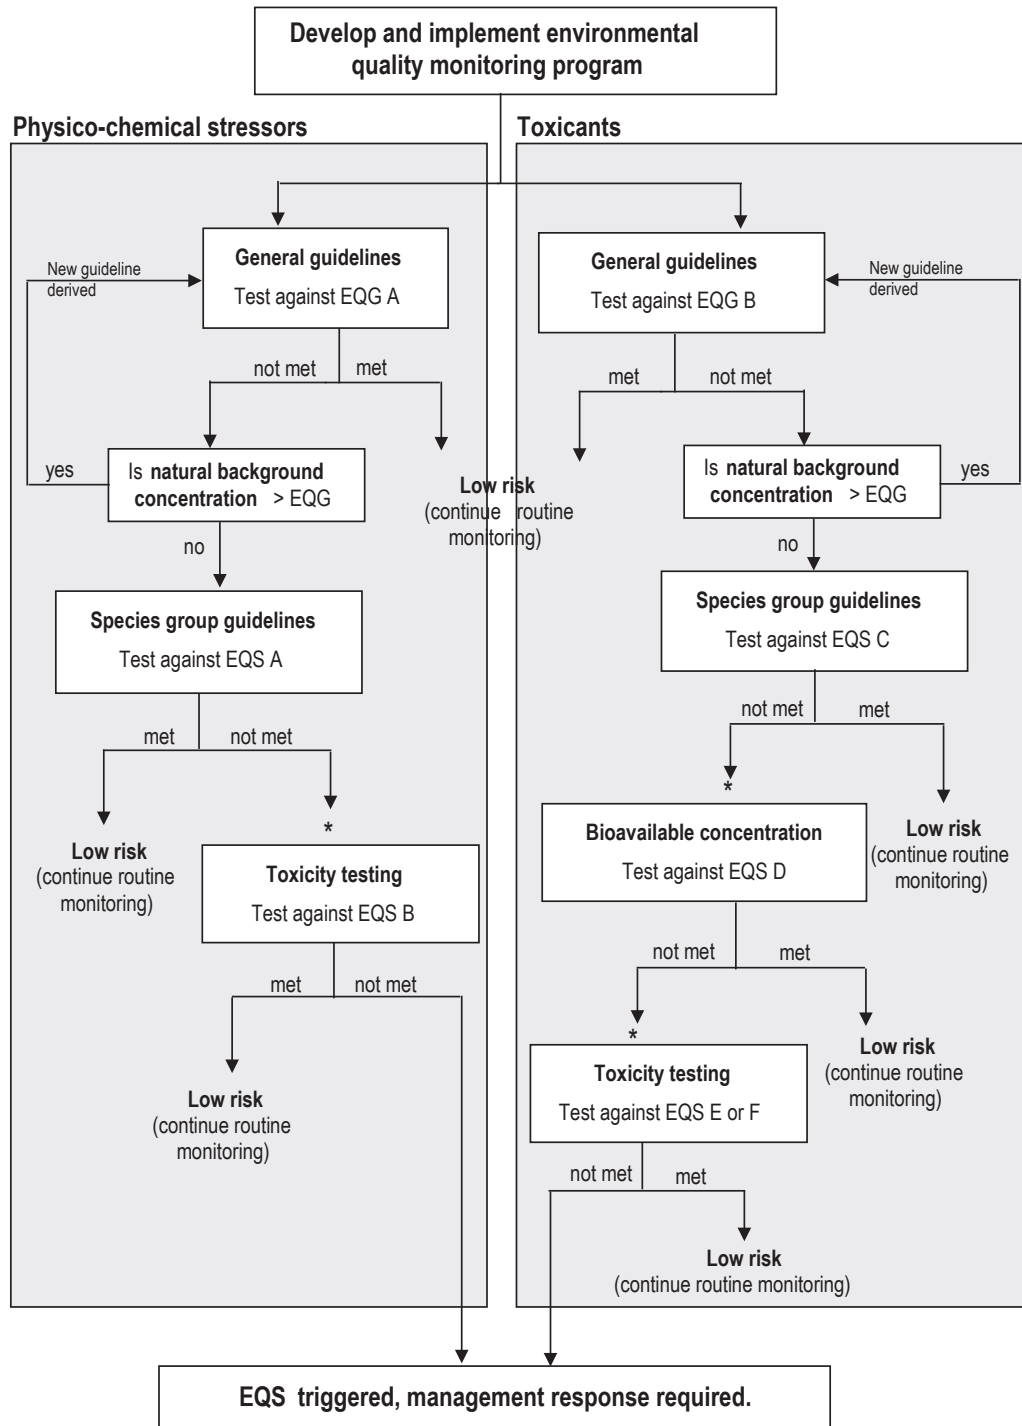 Develop and implement environmental
quality monitoring program
Physico-chemical stressors
General guidelines
Test against EQG A
New guideline
derived
not met
met
yes
Is natural background
concentration > EQG
Low risk
(continue routine
monitoring)
no
Species group guidelines
Test against EQS A
met
not met
*
Low risk
(continue routine
monitoring)
Toxicity testing
Test against EQS B
met
not met
Low risk
(continue routine
monitoring)
Toxicants
General guidelines
Test against EQG B
New guideline
derived
met
not met
Is natural background
concentration > EQG
yes
no
Species group guidelines
Test against EQS C
not met
met
*
Bioavailable concentration
Test against EQS D
Low risk
(continue routine
monitoring)
not met
met
*
Toxicity testing
Test against EQS E or F
Low risk
(continue routine
monitoring)
not met
met
Low risk
(continue routine monitoring)
EQS triggered, management response required.